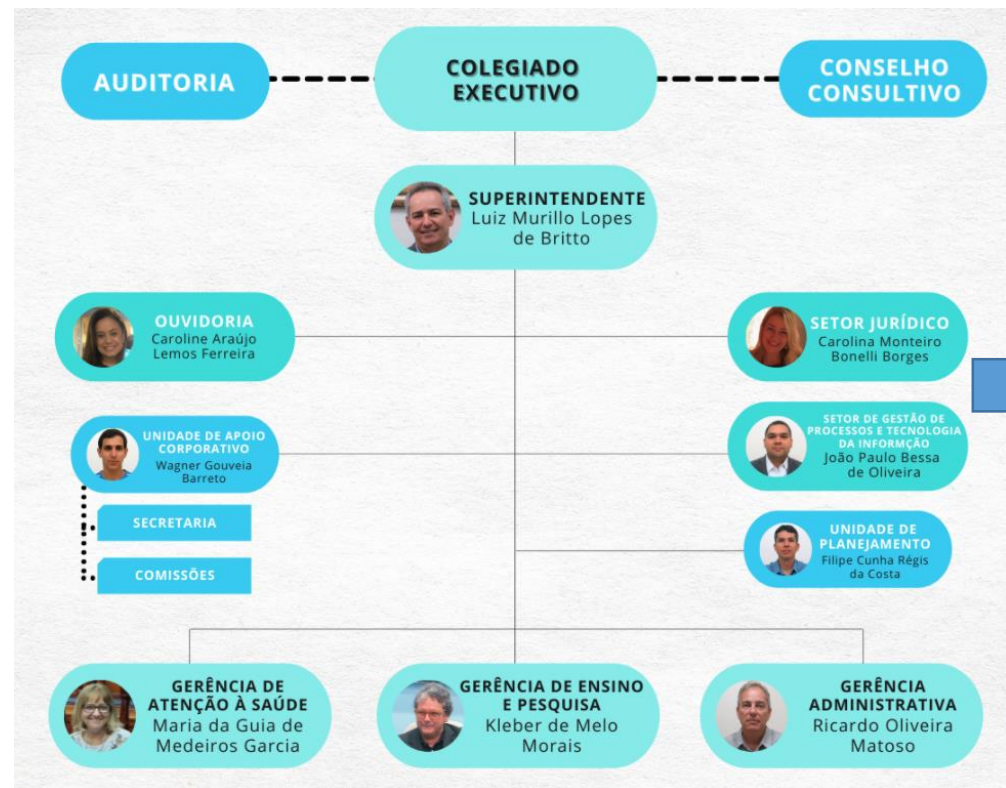 AUDITORIA
COLEGIADO
EXECUTIVO
CONSELHO
CONSULTIVO
SUPERINTENDENTE
Luiz Murillo Lopes
de Britto
OUVIDORIA
Caroline Araújo
Lemos Ferreira
SETOR JURÍDICO
Carolina Monteiro
Bonelli Borges
UNIDADE DE APOIO
CORPORATIVO
Wagner Gouveia
Barreto
SETOR DE GESTÃO DE
PROCESSOS E TECNOLOGIA
DA INFORMÇÃO
João Paulo Bessa
de Oliveira
SECRETARIA
COMISSÕES
UNIDADE DE
PLANEJAMENTO
Filipe Cunha Régis
da Costa
GERÊNCIA DE
ATENÇÃO À SAÚDE
Maria da Guia de
Medeiros Garcia
GERÊNCIA DE ENSINO
E PESQUISA
Kleber de Melo
Morais
GERÊNCIA
ADMINISTRATIVA
Ricardo Oliveira
Matoso